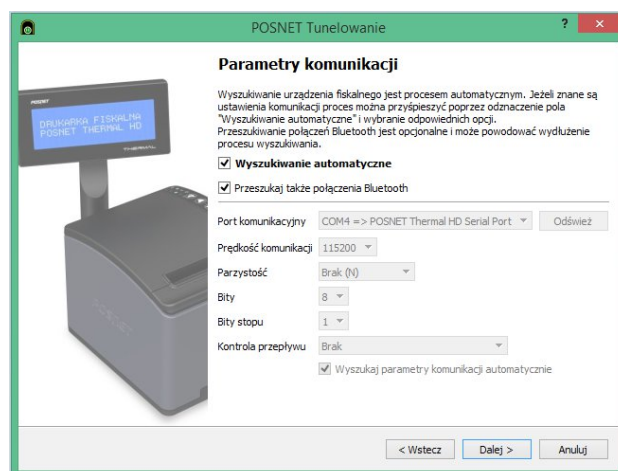 POSNET Tunelowanie
?
×
Parametry komunikacji
Wyszukiwanie urządzenia fiskalnego jest procesem automatycznym. Jeżeli znane są
ustawienia komunikacji proces można przyśpieszyć poprzez odznaczenie pola
"Wyszukiwanie automatyczne" i wybranie odpowiednich opcji.
Przeszukiwanie połączeń Bluetooth jest opcjonalne i może powodować wydłużenie
procesu wyszukiwania.
Wyszukiwanie automatyczne
Przeszukaj także połączenia Bluetooth
Port komunikacyjny COM4 => POSNET Thermal HD Serial Port Odśwież
Prędkość komunikacji 115200
Parzystość Brak (N)
Bity 8
Bity stopu 1
Kontrola przepływu Brak
Wyszukaj parametry komunikacji automatycznie
< Wstecz Dalej > Anuluj
POSNET
DRUKARKA FISKALNA
POSNET THERMAL HD
THERMAL
POSNET